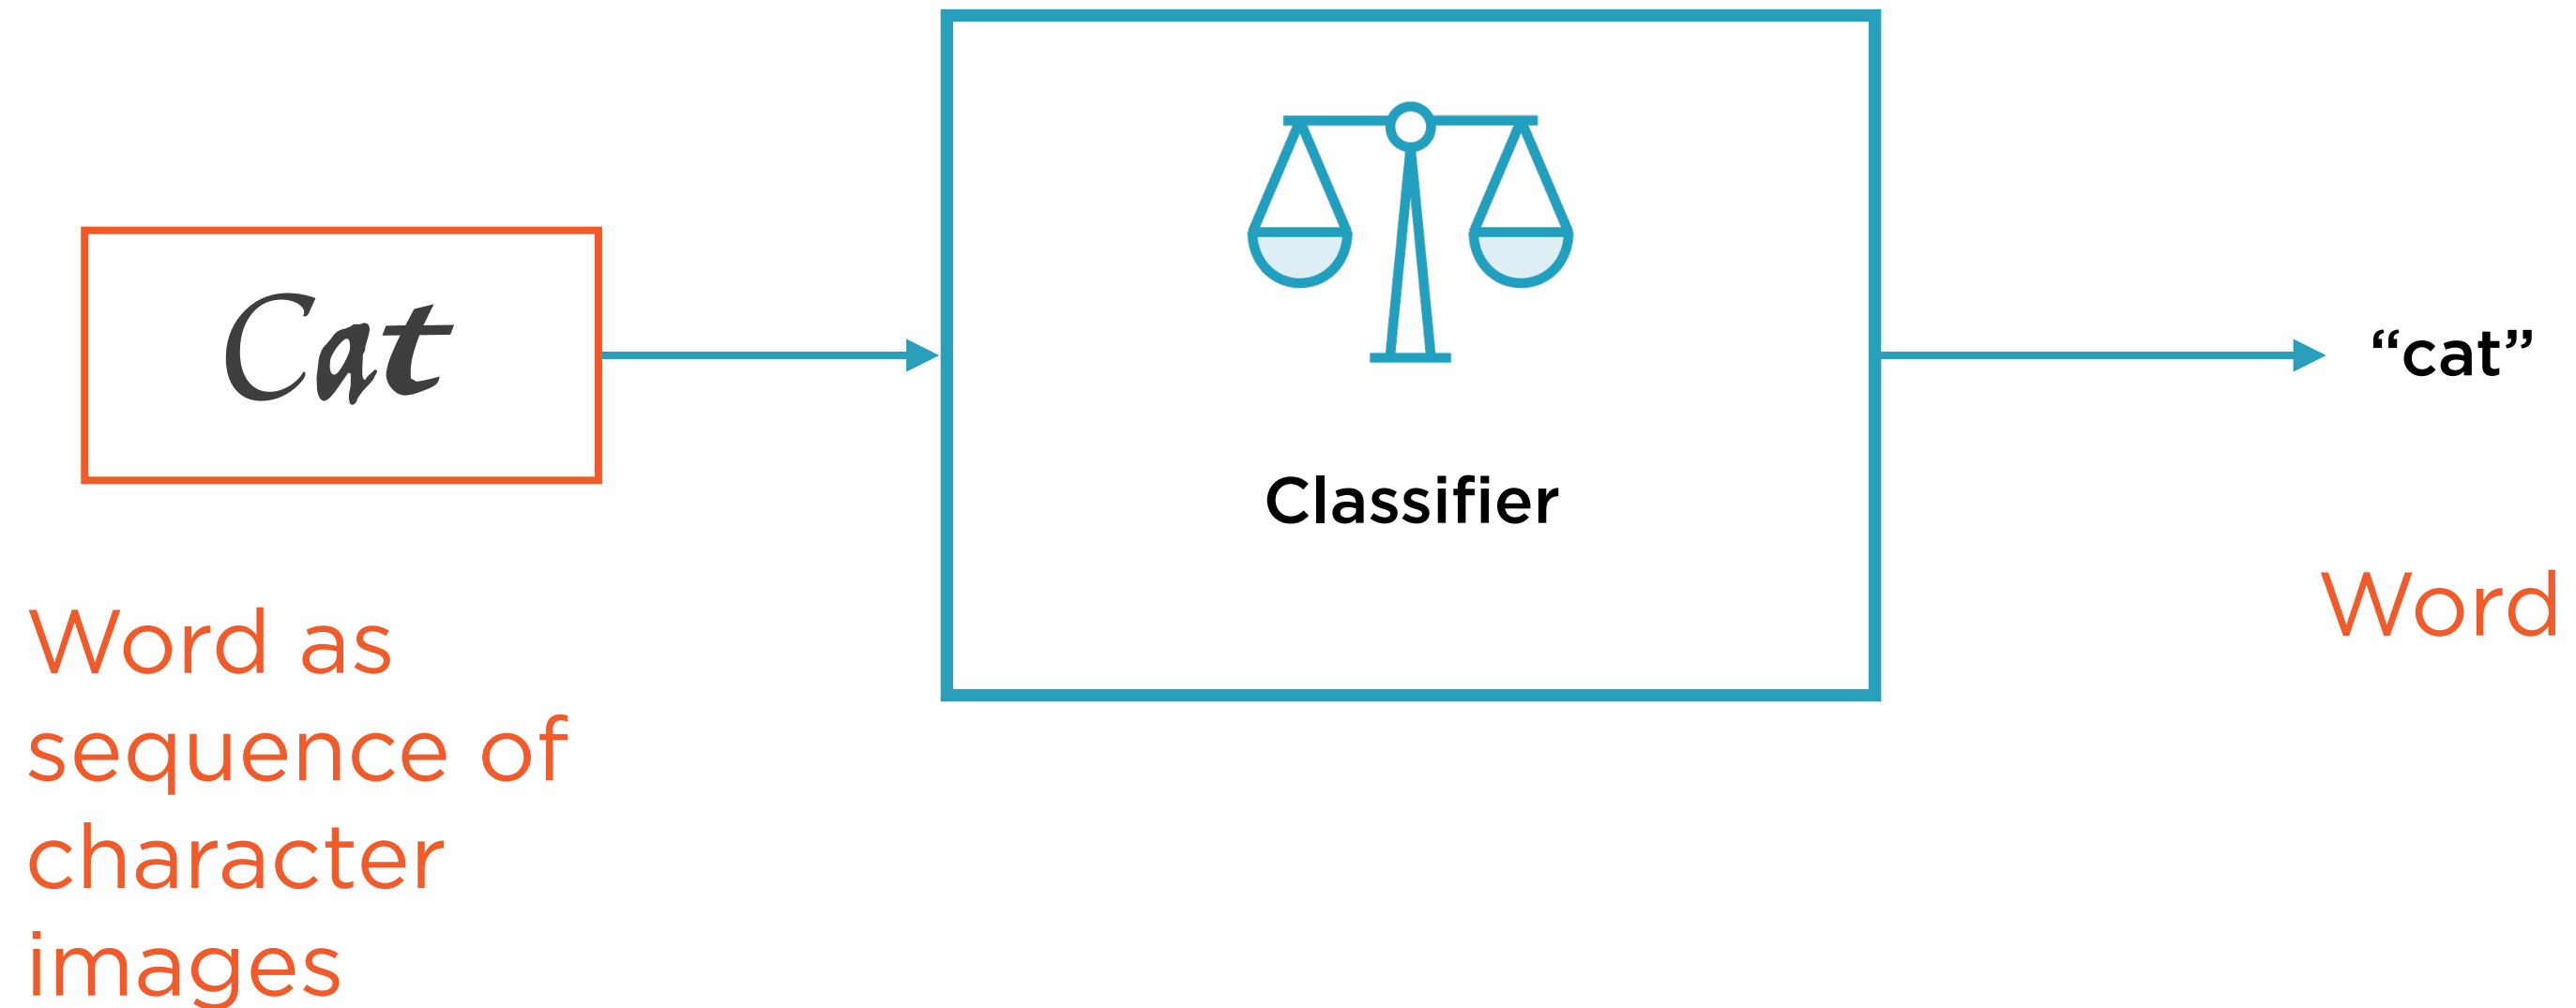 Cat
Classifier
“cat”
Word as
sequence of
character
images
Word